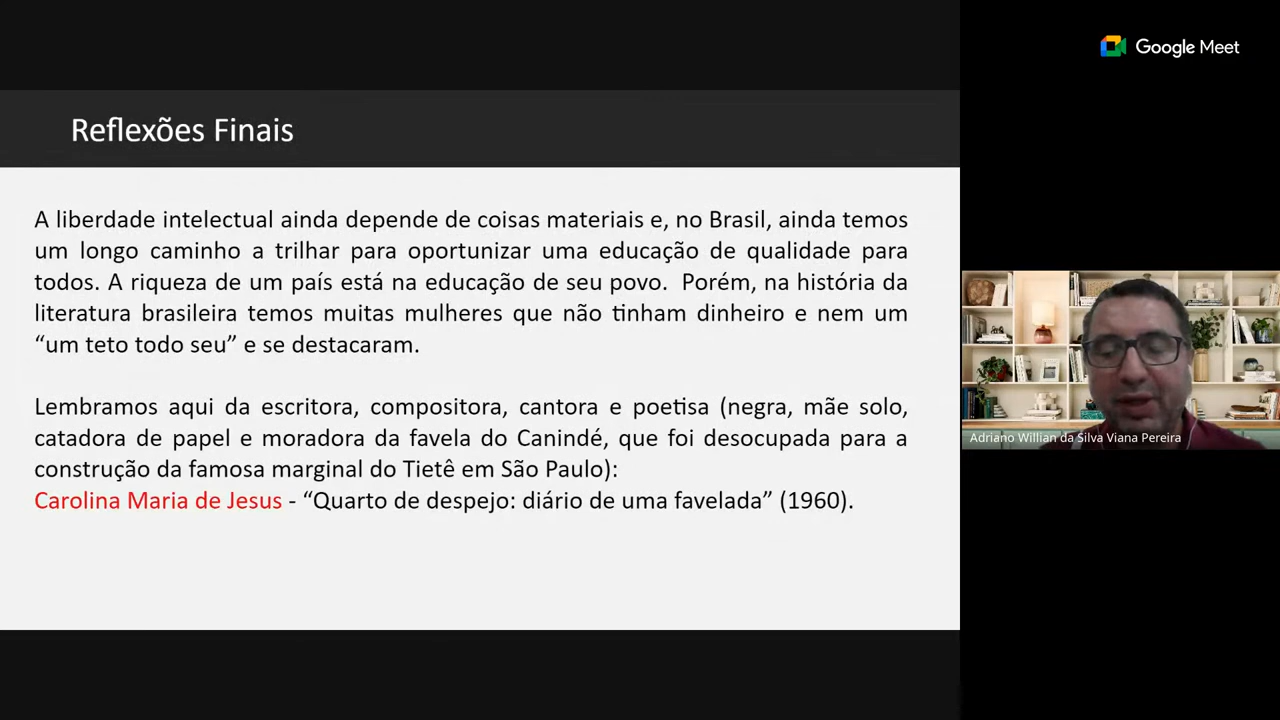 Google Meet
Reflexões Finais
A liberdade intelectual ainda depende de coisas materiais e, no Brasil, ainda temos
um longo caminho a trilhar para oportunizar uma educação de qualidade para
todos. A riqueza de um país está na educação de seu povo.  Porém, na história da
literatura brasileira temos muitas mulheres que não tinham dinheiro e nem um
“um teto todo seu” e se destacaram.
Lembramos aqui da escritora, compositora, cantora e poetisa (negra, mãe solo,
catadora de papel e moradora da favela do Canindé, que foi desocupada para a
construção da famosa marginal do Tietê em São Paulo):
Carolina Maria de Jesus - “Quarto de despejo: diário de uma favelada” (1960).
Adriano Willian da Silva Viana Pereira